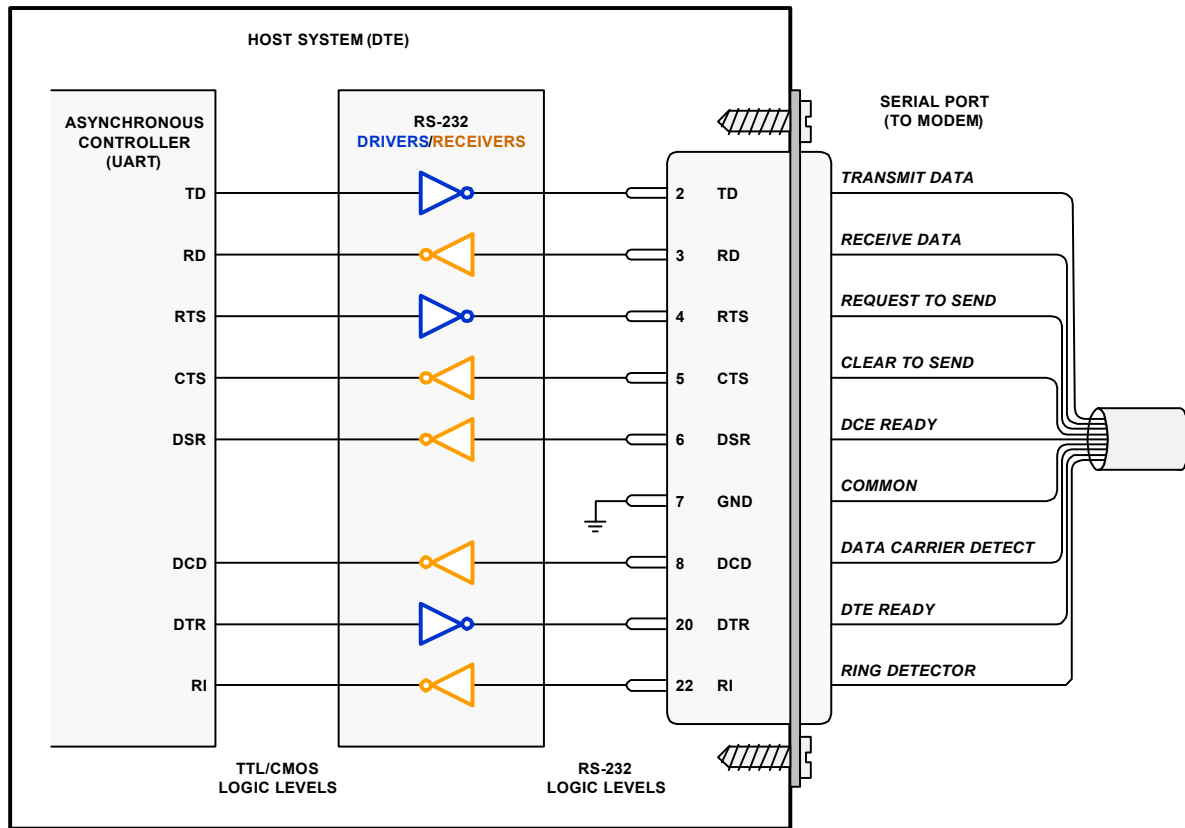 HOST SYSTEM (DTE)
ASYNCHRONOUS
CONTROLLER
(UART)
RS-232
DRIVERS/RECEIVERS
SERIAL PORT
(TO MODEM)
TD
2 TD
TRANSMIT DATA
RD
3 RD
RECEIVE DATA
RTS
4 RTS
REQUEST TO SEND
CTS
5 CTS
CLEAR TO SEND
DSR
6 DSR
DCE READY
7 GND
COMMON
DCD
8 DCD
DATA CARRIER DETECT
DTR
20 DTR
DTE READY
RI
22 RI
RING DETECTOR
TTL/CMOS
LOGIC LEVELS
RS-232
LOGIC LEVELS